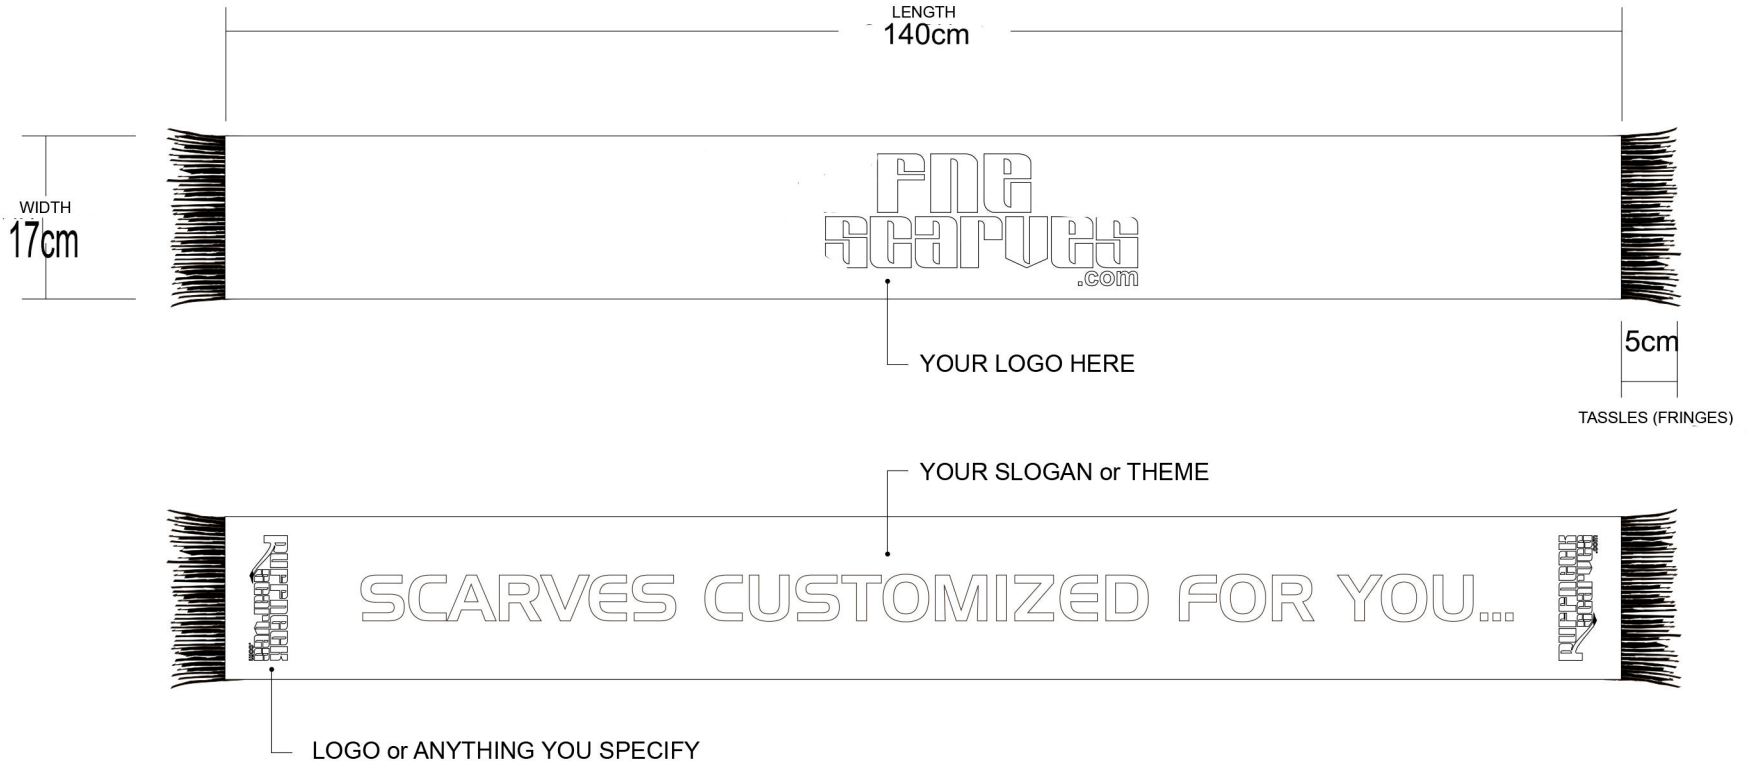 LENGTH
140cm
WIDTH
17cm
FNE
SCARVES
.com
YOUR LOGO HERE
5cm
TASSLES (FRINGES)
YOUR SLOGAN or THEME
SCARVES CUSTOMIZED FOR YOU...
LOGO or ANYTHING YOU SPECIFY